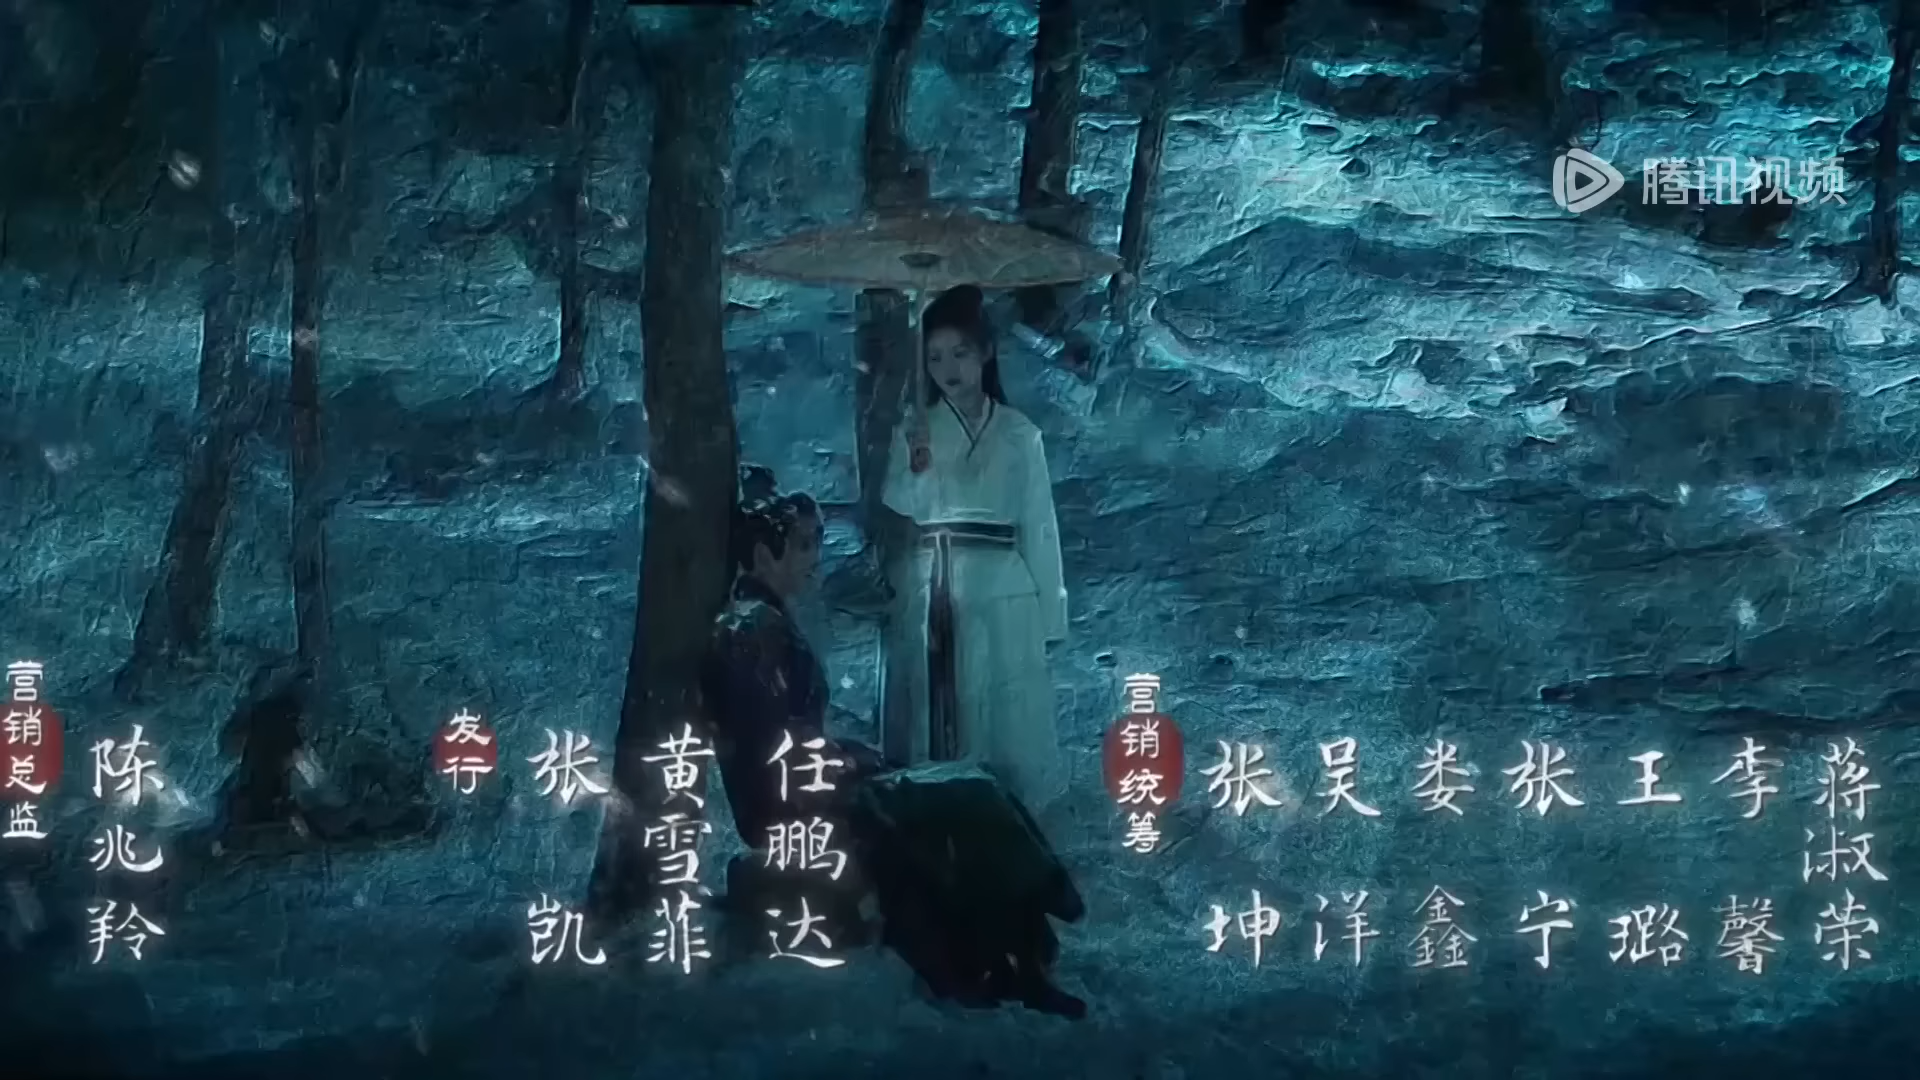 腾讯视频
营销总监
陈兆羚
发行
张凯
黄雪菲
任鹏达
营销统筹
张坤
吴洋
娄鑫
张宁
王璐
李馨
蒋淑荣